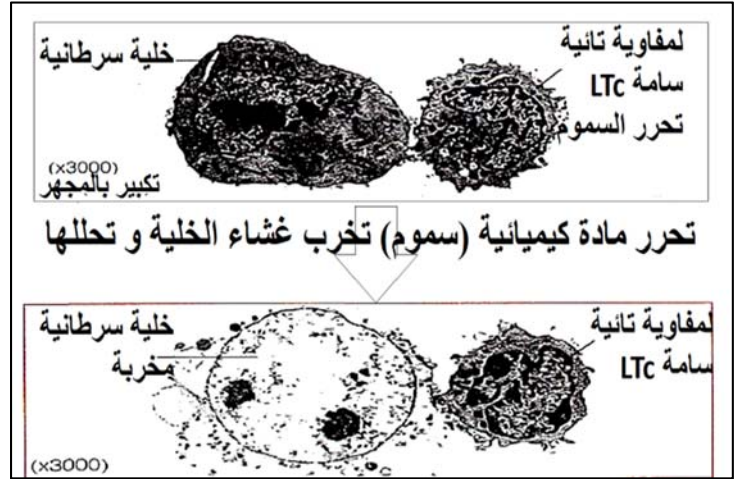 خلية سرطانية
لمفاوية تائية
سامة LTc
تحرر السموم
(x3000)
تكبير بالمجهر
تحرر مادة كيميائية (سموم) تخرب غشاء الخلية و تحللها
خلية سرطانية
مخربة
لمفاوية تائية
سامة LTc
(x3000)